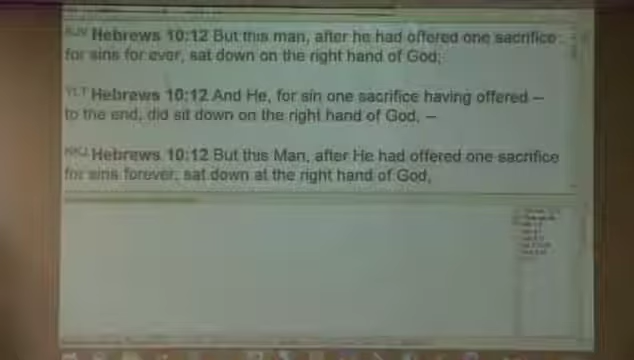 KJV Hebrews 10:12 But this man, after he had offered one sacrifice
for sins for ever, sat down on the right hand of God;
YLT Hebrews 10:12 And He, for sin one sacrifice having offered --
to the end, did sit down on the right hand of God, --
NKJ Hebrews 10:12 But this Man, after He had offered one sacrifice
for sins forever, sat down at the right hand of God,